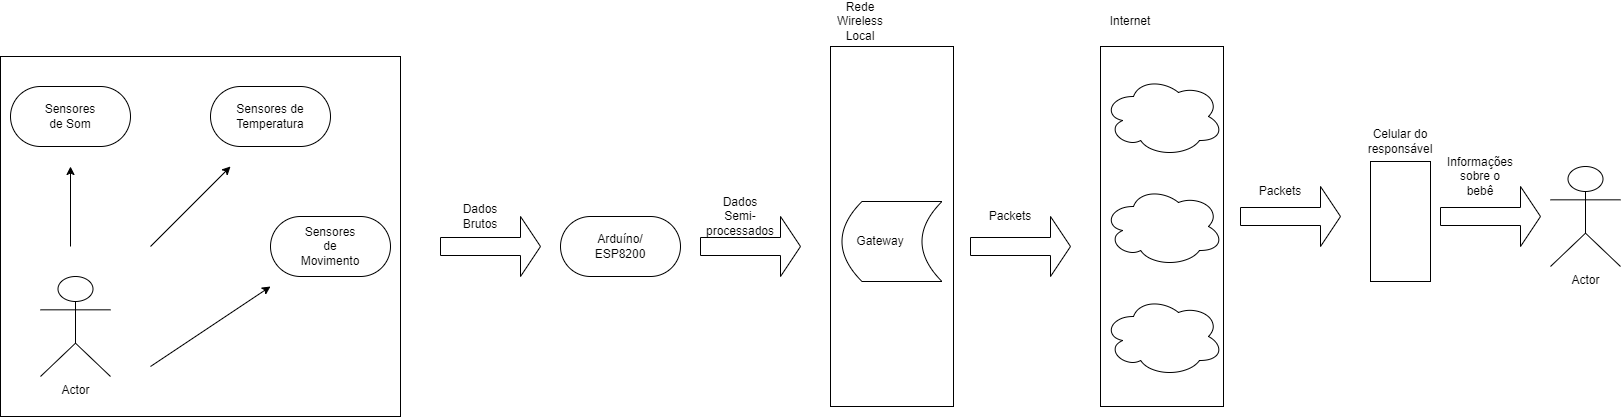 Sensores
de Som
Sensores de
Temperatura
Sensores
de
Movimento
Actor
Dados
Brutos
Arduíno/
ESP8200
Dados
Semi-
processados
Rede
Wireless
Local
Gateway
Packets
Internet
Packets
Celular do
responsável
Informações
sobre o
bebê
Actor